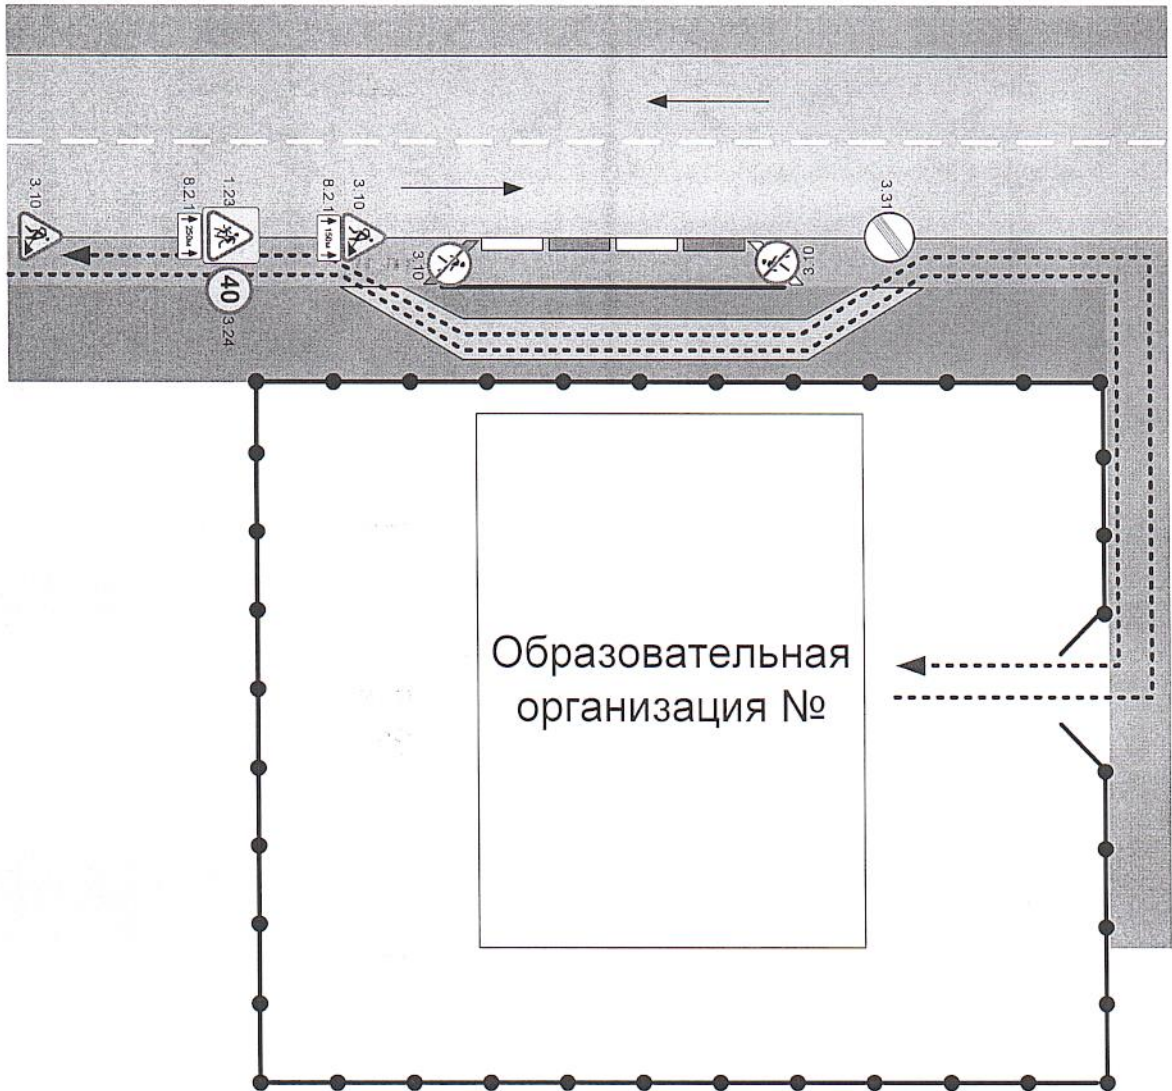 3.10
8.2.1
250м
1.23
40
3.24
8.2.1
150м
3.10
3.10
3.10
3.31
Образовательная
организация №